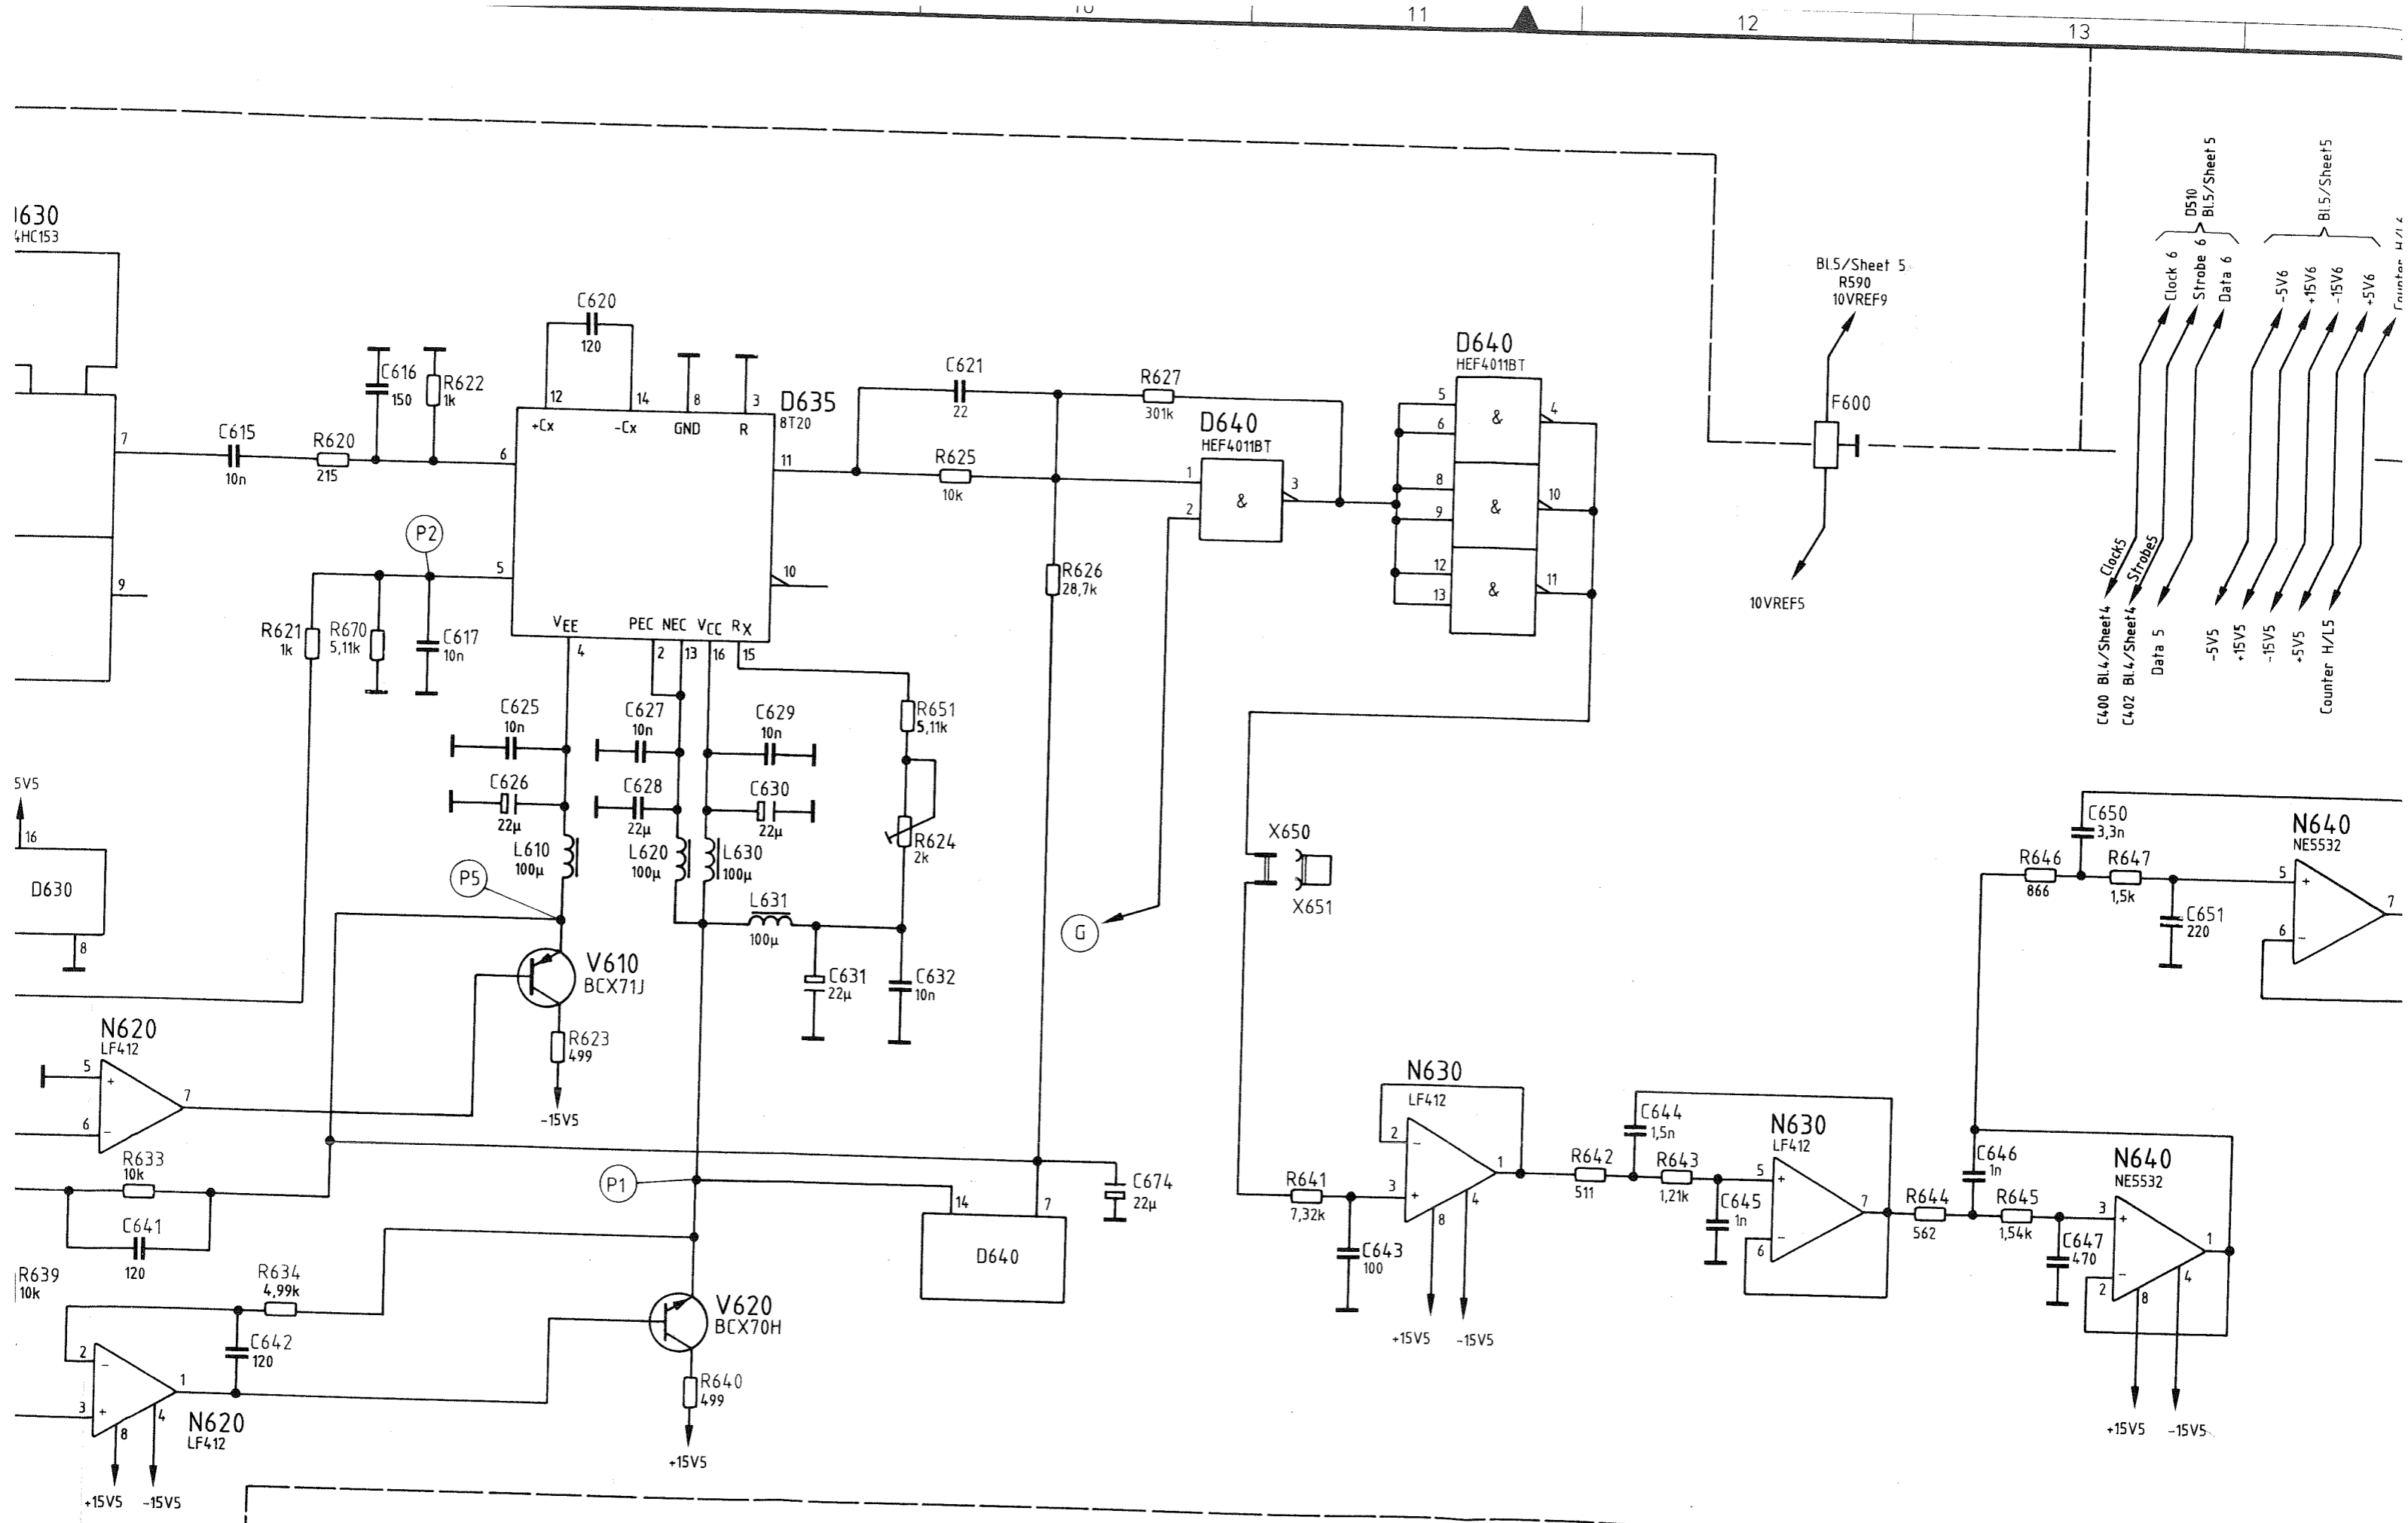 11
12
13
D510
Bl.5/Sheet 5
Bl.5/Sheet5
Clock 6
Strobe 6
Data 6
-5V6
+15V6
-15V6
+5V6
Clock5
Strobe5
C400 Bl.4/Sheet4
C402 Bl.4/Sheet4
Data 5
-5V5
+15V5
-15V5
+5V5
Counter H/L5
Bl.5/Sheet 5
R590
10VREF9
F600
10VREF5
4HC153
7
9
C615
10n
R620
215
C616
150
R622
1k
C620
120
12
14
8
3
+Cx
-Cx
GND
R
D635
8T20
6
5
11
10
VEE
PEC
NEC
VCC
RX
4
2
13
16
15
P2
R621
1k
R670
5,11k
C617
10n
C621
22
R627
301k
R625
10k
R626
28,7k
D640
HEF4011BT
1
2
3
&
D640
HEF4011BT
5
6
4
&
8
9
10
&
12
13
11
&
C625
10n
C626
22µ
C627
10n
C628
22µ
C629
10n
C630
22µ
R651
5,11k
R624
2k
L610
100µ
L620
100µ
L630
100µ
L631
100µ
C631
22µ
C632
10n
P5
V610
BCX71J
R623
499
-15V5
5V5
16
D630
8
G
X650
X651
N620
LF412
5
+
6
-
7
R633
10k
C641
120
R639
10k
R634
4,99k
C642
120
2
-
3
+
1
8
4
N620
LF412
+15V5
-15V5
P1
V620
BCX70H
R640
499
+15V5
14
7
D640
C674
22µ
R641
7,32k
C643
100
N630
LF412
2
-
3
+
1
8
4
+15V5
-15V5
R642
511
C644
1,5n
R643
1,21k
C645
1n
N630
LF412
5
+
6
-
7
R644
562
C646
1n
R645
1,54k
C647
470
N640
NE5532
3
+
2
-
1
8
4
+15V5
-15V5
R646
866
C650
3,3n
R647
1,5k
C651
220
N640
NE5532
5
+
6
-
7